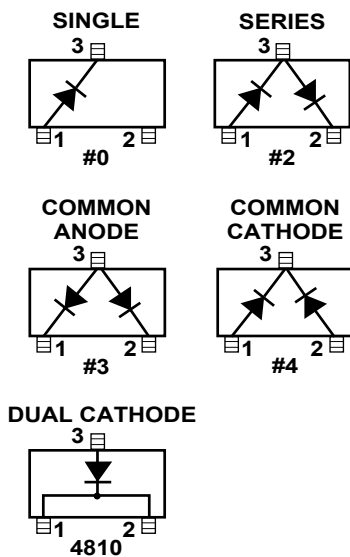 SINGLE
3
1 2
#0
SERIES
3
1 2
#2
COMMON
ANODE
3
1 2
#3
COMMON
CATHODE
3
1 2
#4
DUAL CATHODE
3
1 2
4810